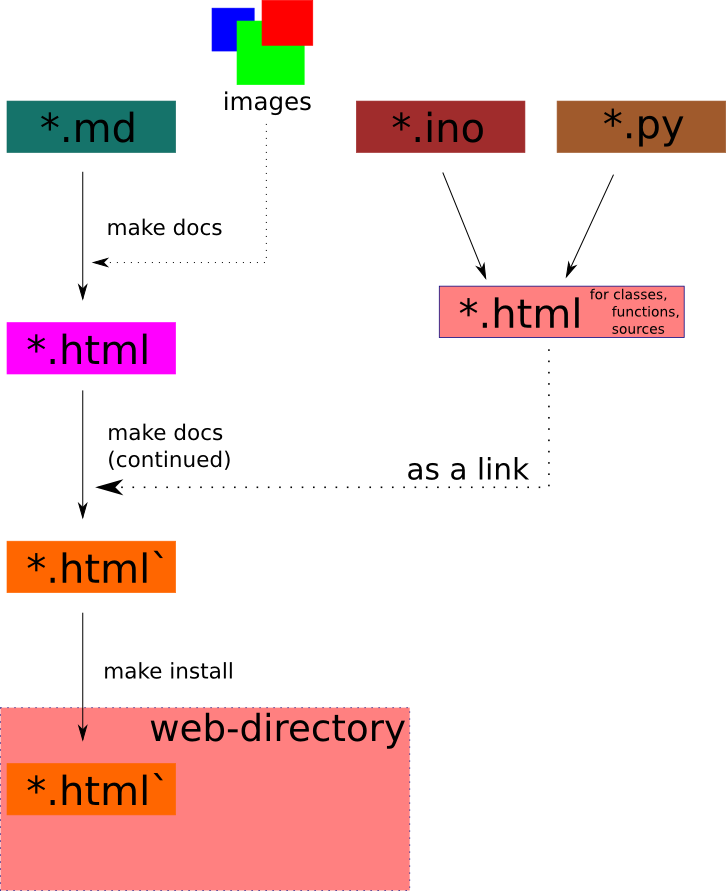 images
*.md
*.ino
*.py
make docs
*.html
for classes,
functions,
sources
*.html
make docs
(continued)
as a link
*.html`
make install
web-directory
*.html`